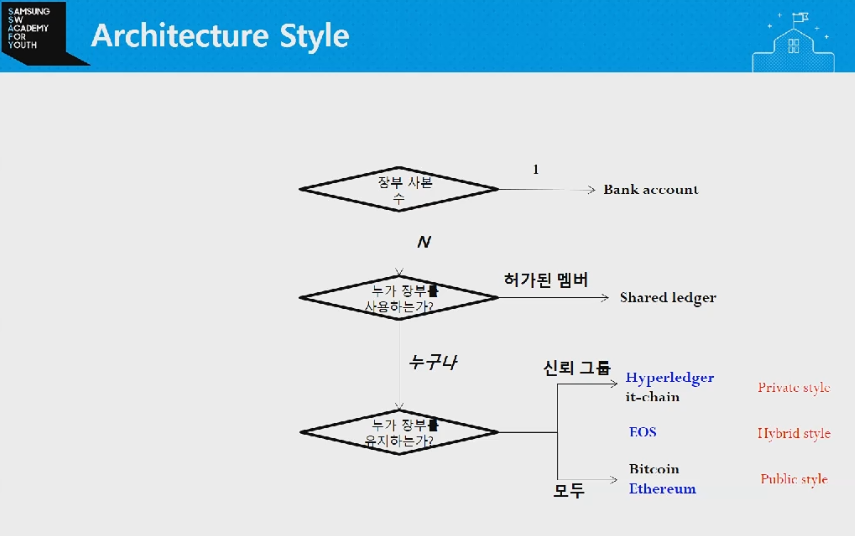 SAMSUNG
SW
ACADEMY
FOR
YOUTH
Architecture Style
장부 사본
수
1
Bank account
N
누가 장부를
사용하는가?
허가된 멤버
Shared ledger
누구나
신뢰 그룹
Hyperledger
it-chain
Private style
누가 장부를
유지하는가?
EOS
Hybrid style
모두
Bitcoin
Ethereum
Public style